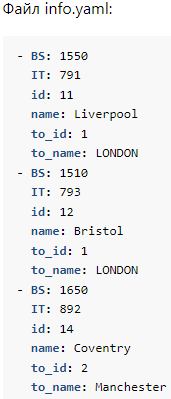 Файл info.yaml:
- BS: 1550
IT: 791
id: 11
name: Liverpool
to_id: 1
to_name: LONDON
- BS: 1510
IT: 793
id: 12
name: Bristol
to_id: 1
to_name: LONDON
- BS: 1650
IT: 892
id: 14
name: Coventry
to_id: 2
to_name: Manchester